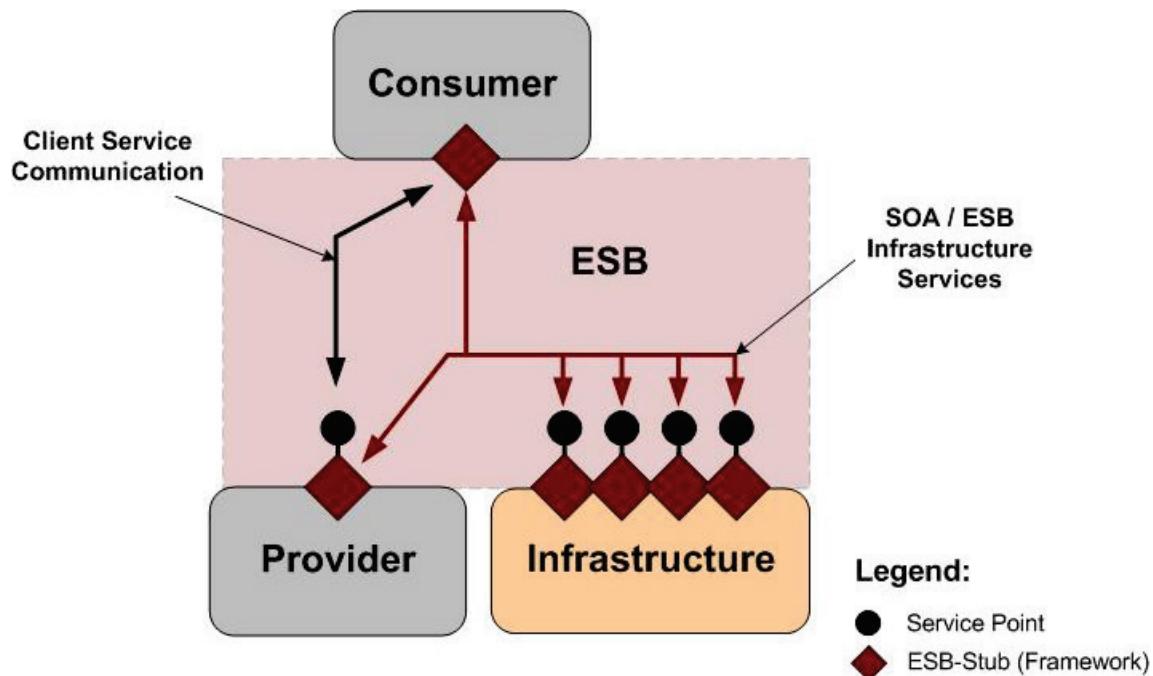 Consumer
Client Service
Communication
SOA / ESB
Infrastructure
Services
ESB
Provider
Infrastructure
Legend:
Service Point
ESB-Stub (Framework)